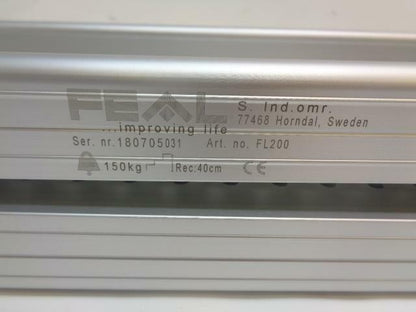 FEAL S. Ind.omr.
77468 Horndal, Sweden
...improving life
Ser. nr.180705031 Art. no. FL200
150kg Rec:40cm CE